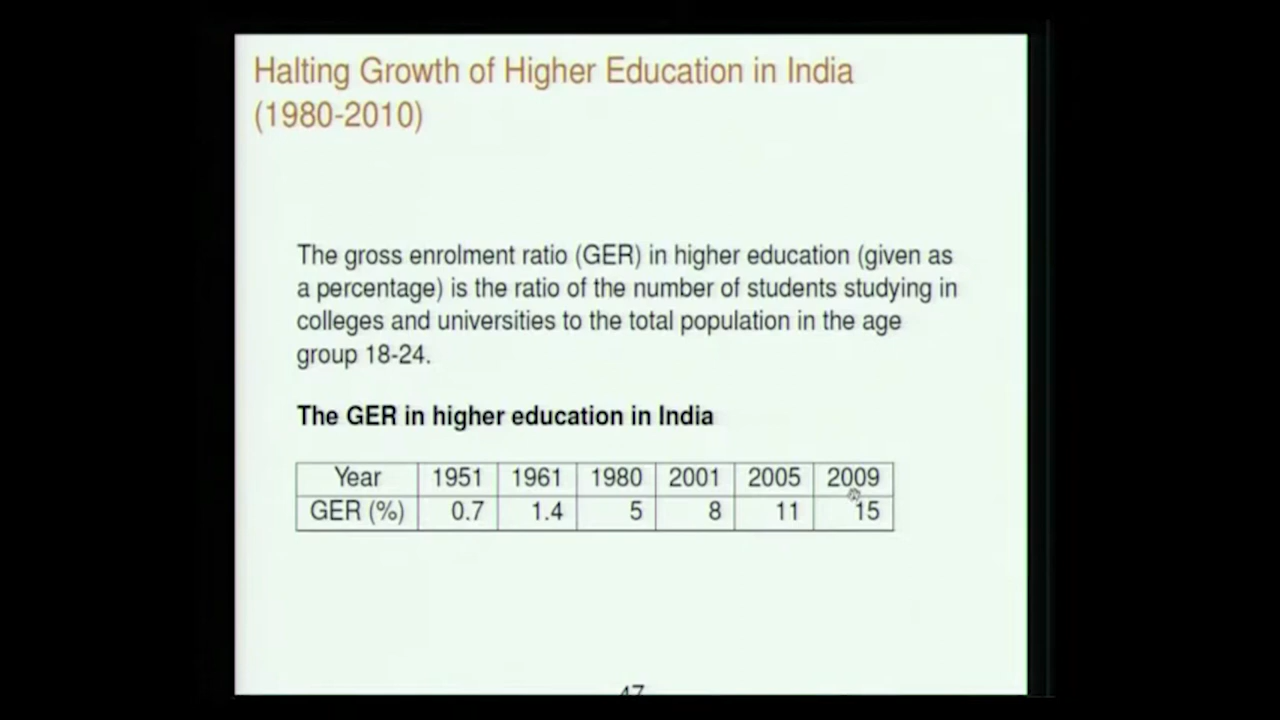 Halting Growth of Higher Education in India
(1980-2010)
The gross enrolment ratio (GER) in higher education (given as
a percentage) is the ratio of the number of students studying in
colleges and universities to the total population in the age
group 18-24.
The GER in higher education in India
Year 1951 1961 1980 2001 2005 2009
GER (%) 0.7 1.4 5 8 11 15
47